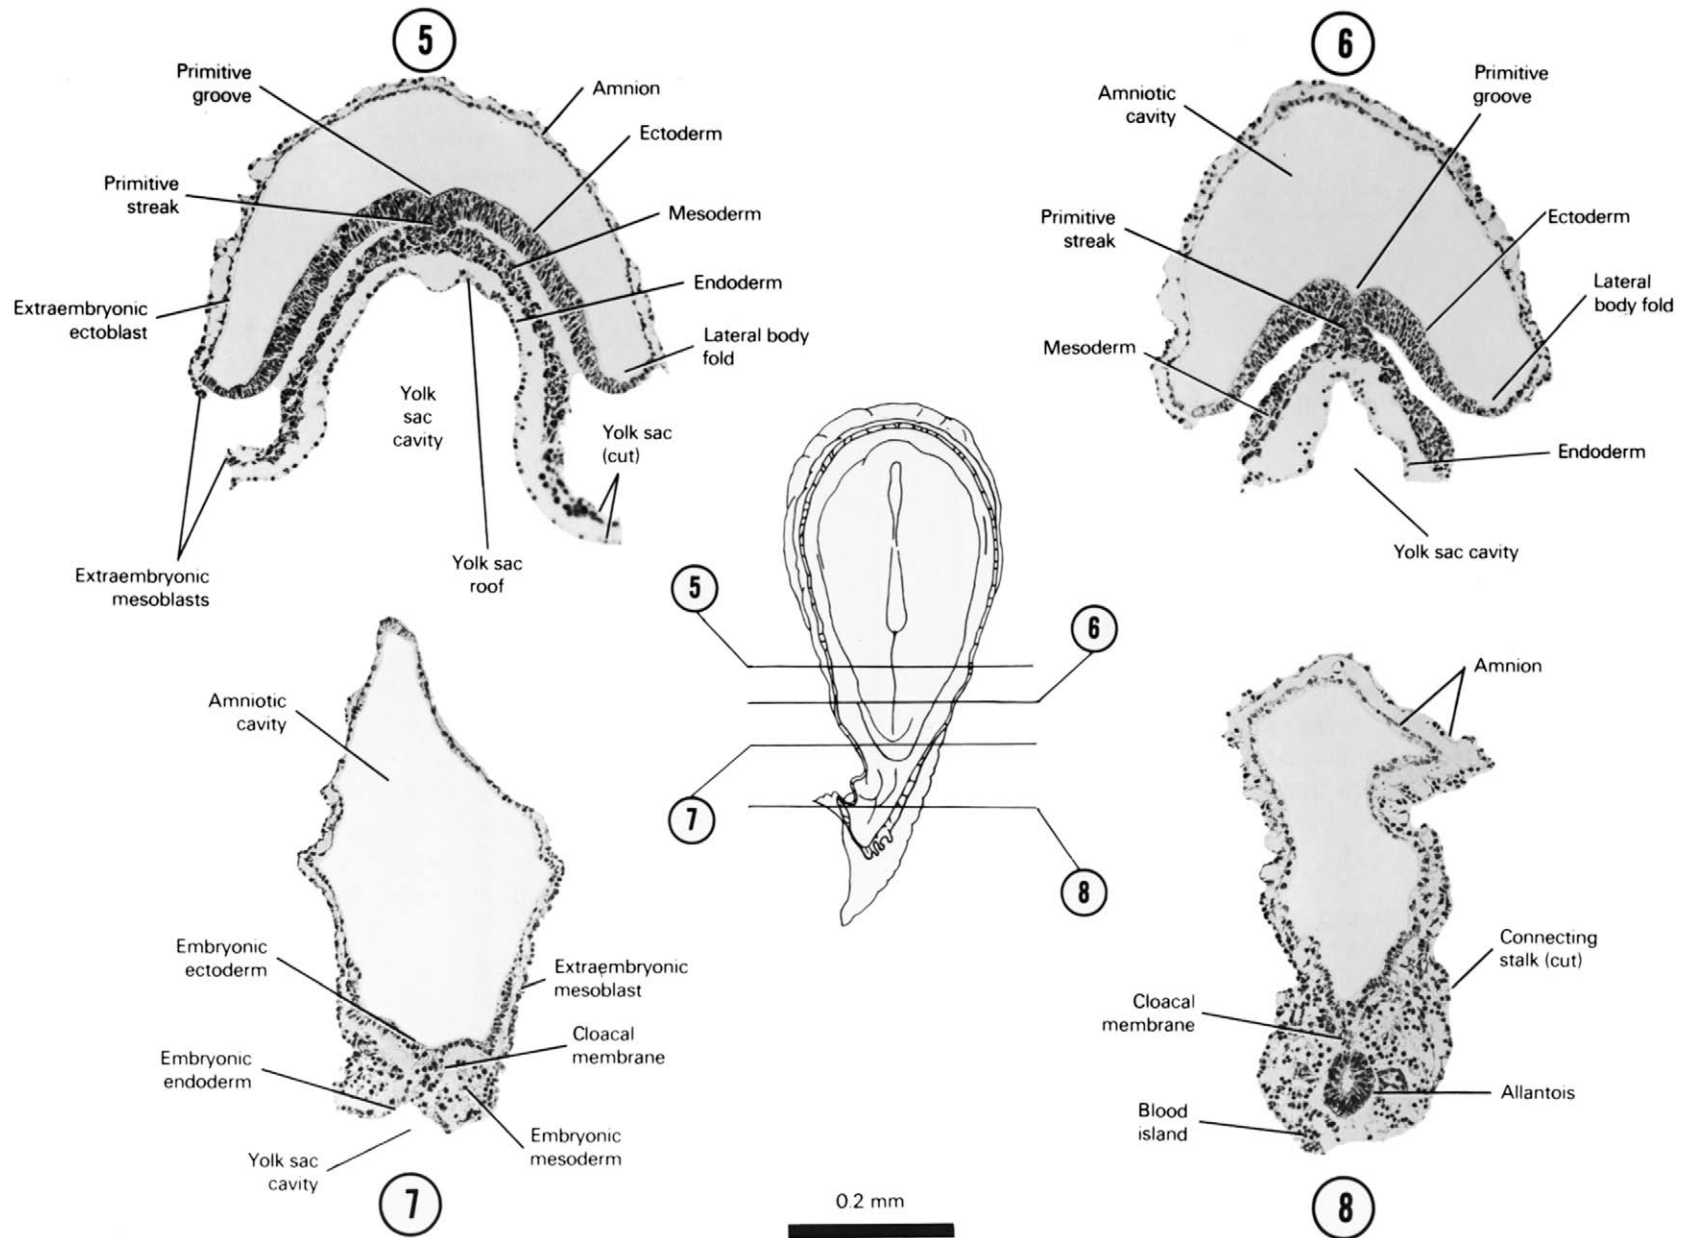 5
Primitive
groove
Amnion
Ectoderm
Primitive
streak
Mesoderm
Endoderm
Extraembryonic
ectoblast
Lateral body
fold
Yolk
sac
cavity
Yolk sac
(cut)
Yolk sac
roof
Extraembryonic
mesoblasts
6
Amniotic
cavity
Primitive
groove
Primitive
streak
Ectoderm
Lateral
body
fold
Mesoderm
Endoderm
Yolk sac cavity
5
6
7
8
Amniotic
cavity
Embryonic
ectoderm
Extraembryonic
mesoblast
Cloacal
membrane
Embryonic
endoderm
Embryonic
mesoderm
Yolk sac
cavity
7
0.2 mm
Amnion
Connecting
stalk (cut)
Cloacal
membrane
Allantois
Blood
island
8